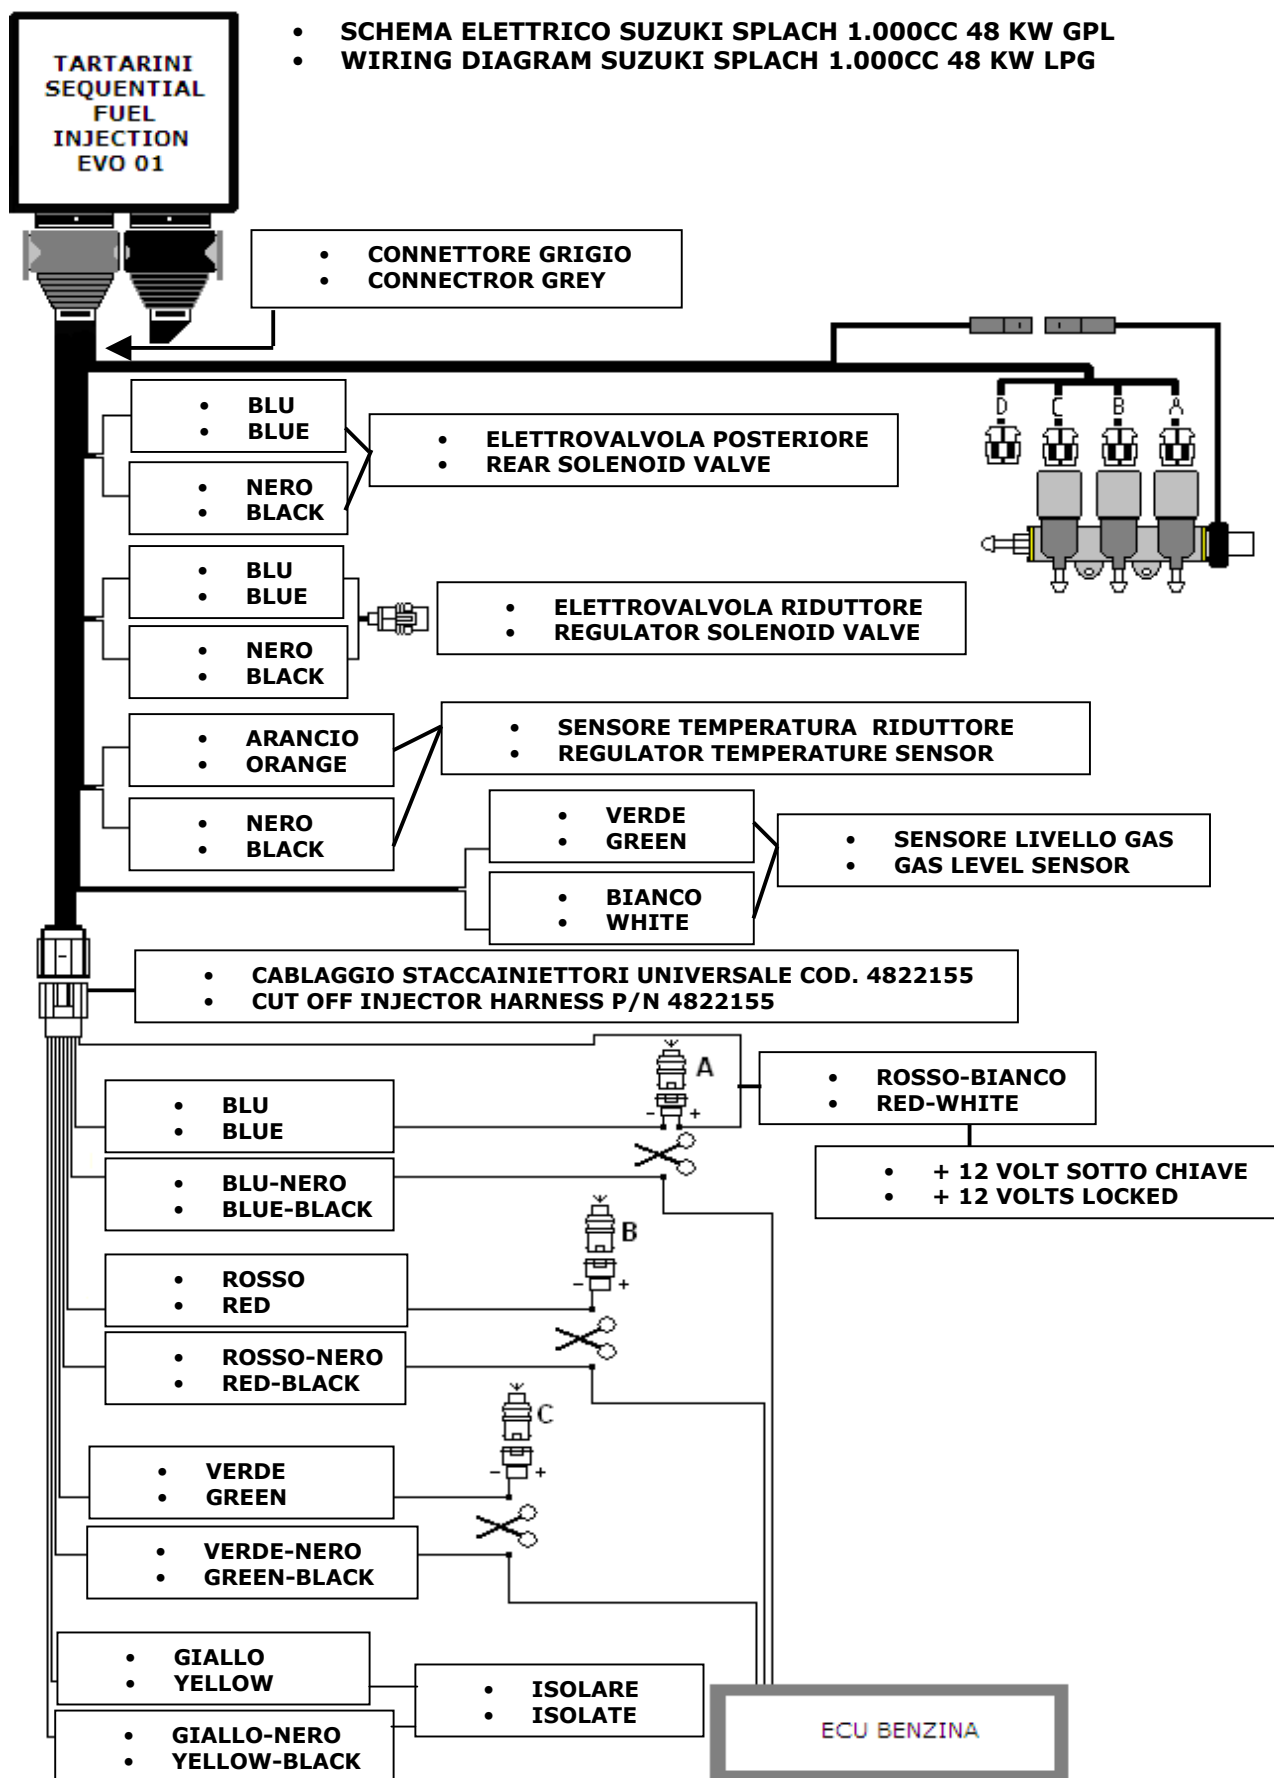 • SCHEMA ELETTRICO SUZUKI SPLACH 1.000CC 48 KW GPL
• WIRING DIAGRAM SUZUKI SPLACH 1.000CC 48 KW LPG
TARTARINI
SEQUENTIAL
FUEL
INJECTION
EVO 01
• CONNETTORE GRIGIO
• CONNECTROR GREY
D C B A
• BLU
• BLUE
• ELETTROVALVOLA POSTERIORE
• REAR SOLENOID VALVE
• NERO
• BLACK
• BLU
• BLUE
• ELETTROVALVOLA RIDUTTORE
• REGULATOR SOLENOID VALVE
• NERO
• BLACK
• ARANCIO
• ORANGE
• SENSORE TEMPERATURA RIDUTTORE
• REGULATOR TEMPERATURE SENSOR
• NERO
• BLACK
• VERDE
• GREEN
• SENSORE LIVELLO GAS
• GAS LEVEL SENSOR
• BIANCO
• WHITE
• CABLAGGIO STACCAINIETTORI UNIVERSALE COD. 4822155
• CUT OFF INJECTOR HARNESS P/N 4822155
A
- +
• ROSSO-BIANCO
• RED-WHITE
• BLU
• BLUE
• + 12 VOLT SOTTO CHIAVE
• + 12 VOLTS LOCKED
• BLU-NERO
• BLUE-BLACK
B
- +
• ROSSO
• RED
• ROSSO-NERO
• RED-BLACK
C
- +
• VERDE
• GREEN
• VERDE-NERO
• GREEN-BLACK
• GIALLO
• YELLOW
• ISOLARE
• ISOLATE
• GIALLO-NERO
• YELLOW-BLACK
ECU BENZINA